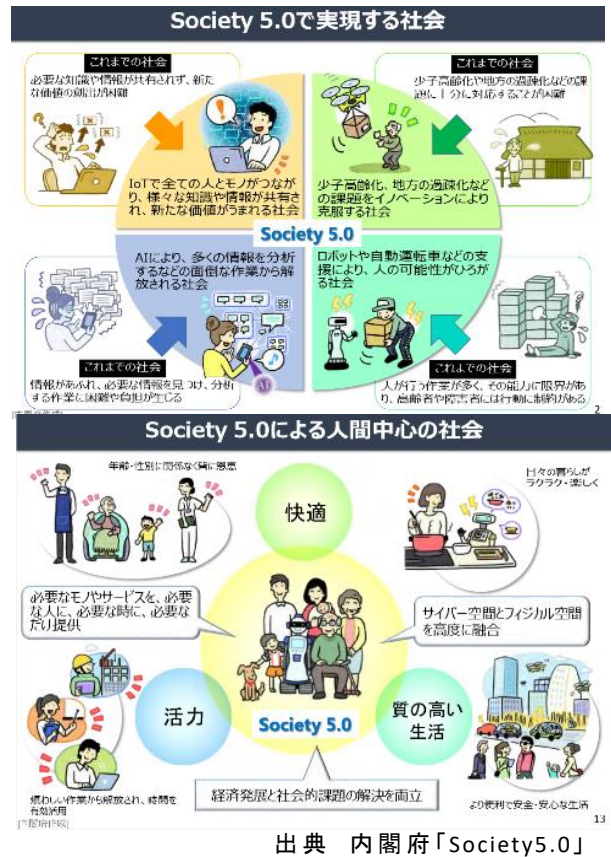 Society 5.0で実現する社会
これまでの社会
必要な知識や情報が共有されず、新た
な価値の創出が困難
これまでの社会
少子高齢化や地方の過疎化などの課
題に十分に対応することが困難
IoTで全ての人とモノがつなが
り、様々な知識や情報が共有さ
れ、新たな価値がうまれる社会
少子高齢化、地方の過疎化など
の課題をイノベーションにより
克服する社会
Society 5.0
AIにより、多くの情報を分析
するなどの面倒な作業から解
放される社会
ロボットや自動運転車などの支
援により、人の可能性がひろが
る社会
AI
これまでの社会
情報があふれ、必要な情報を見つけ、分析
する作業に困難や負担が生じる
これまでの社会
人が行う作業が多く、その能力に限界があ
り、高齢者や障害者には行動に制約がある
2
Society 5.0による人間中心の社会
年齢・性別に関係なく皆に恩恵
快適
日々の暮らしが
ラクラク・楽しく
必要なモノやサービスを、必要
な人に、必要な時に、必要な
だけ提供
サイバー空間とフィジカル空間
を高度に融合
活力
Society 5.0
質の高い
生活
経済発展と社会的課題の解決を両立
煩わしい作業から解放され、時間を
有効活用
より便利で安全・安心な生活
[内閣府作成]
13
出典 内閣府「Society5.0」